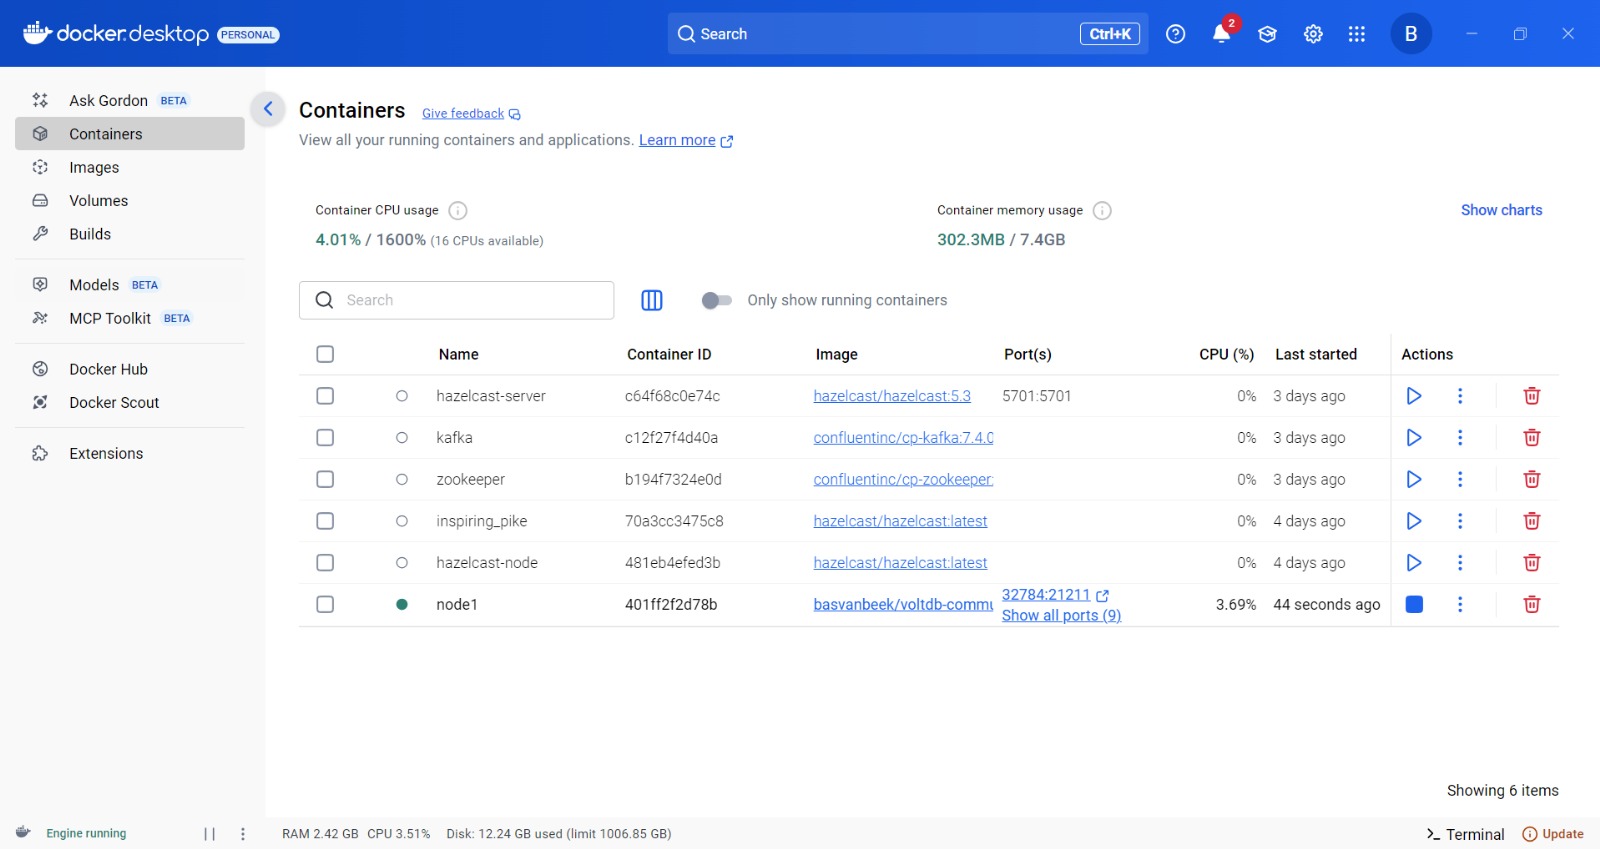 docker.desktop PERSONAL
Search
Ctrl+K
2
B
Ask Gordon BETA
Containers
Images
Volumes
Builds
Models BETA
MCP Toolkit BETA
Docker Hub
Docker Scout
Extensions
Containers Give feedback
View all your running containers and applications. Learn more
Container CPU usage
4.01% / 1600% (16 CPUs available)
Container memory usage
302.3MB / 7.4GB
Show charts
Search
Only show running containers
Name Container ID Image Port(s) CPU (%) Last started Actions
hazelcast-server c64f68c0e74c hazelcast/hazelcast:5.3 5701:5701 0% 3 days ago
kafka c12f27f4d40a confluentinc/cp-kafka:7.4.0 0% 3 days ago
zookeeper b194f7324e0d confluentinc/cp-zookeeper: 0% 3 days ago
inspiring_pike 70a3cc3475c8 hazelcast/hazelcast:latest 0% 4 days ago
hazelcast-node 481eb4efed3b hazelcast/hazelcast:latest 0% 4 days ago
node1 401ff2f2d78b basvanbeek/voltdb-commu 32784:21211 3.69% 44 seconds ago
Show all ports (9)
Showing 6 items
Engine running
RAM 2.42 GB CPU 3.51% Disk: 12.24 GB used (limit 1006.85 GB)
Terminal
Update